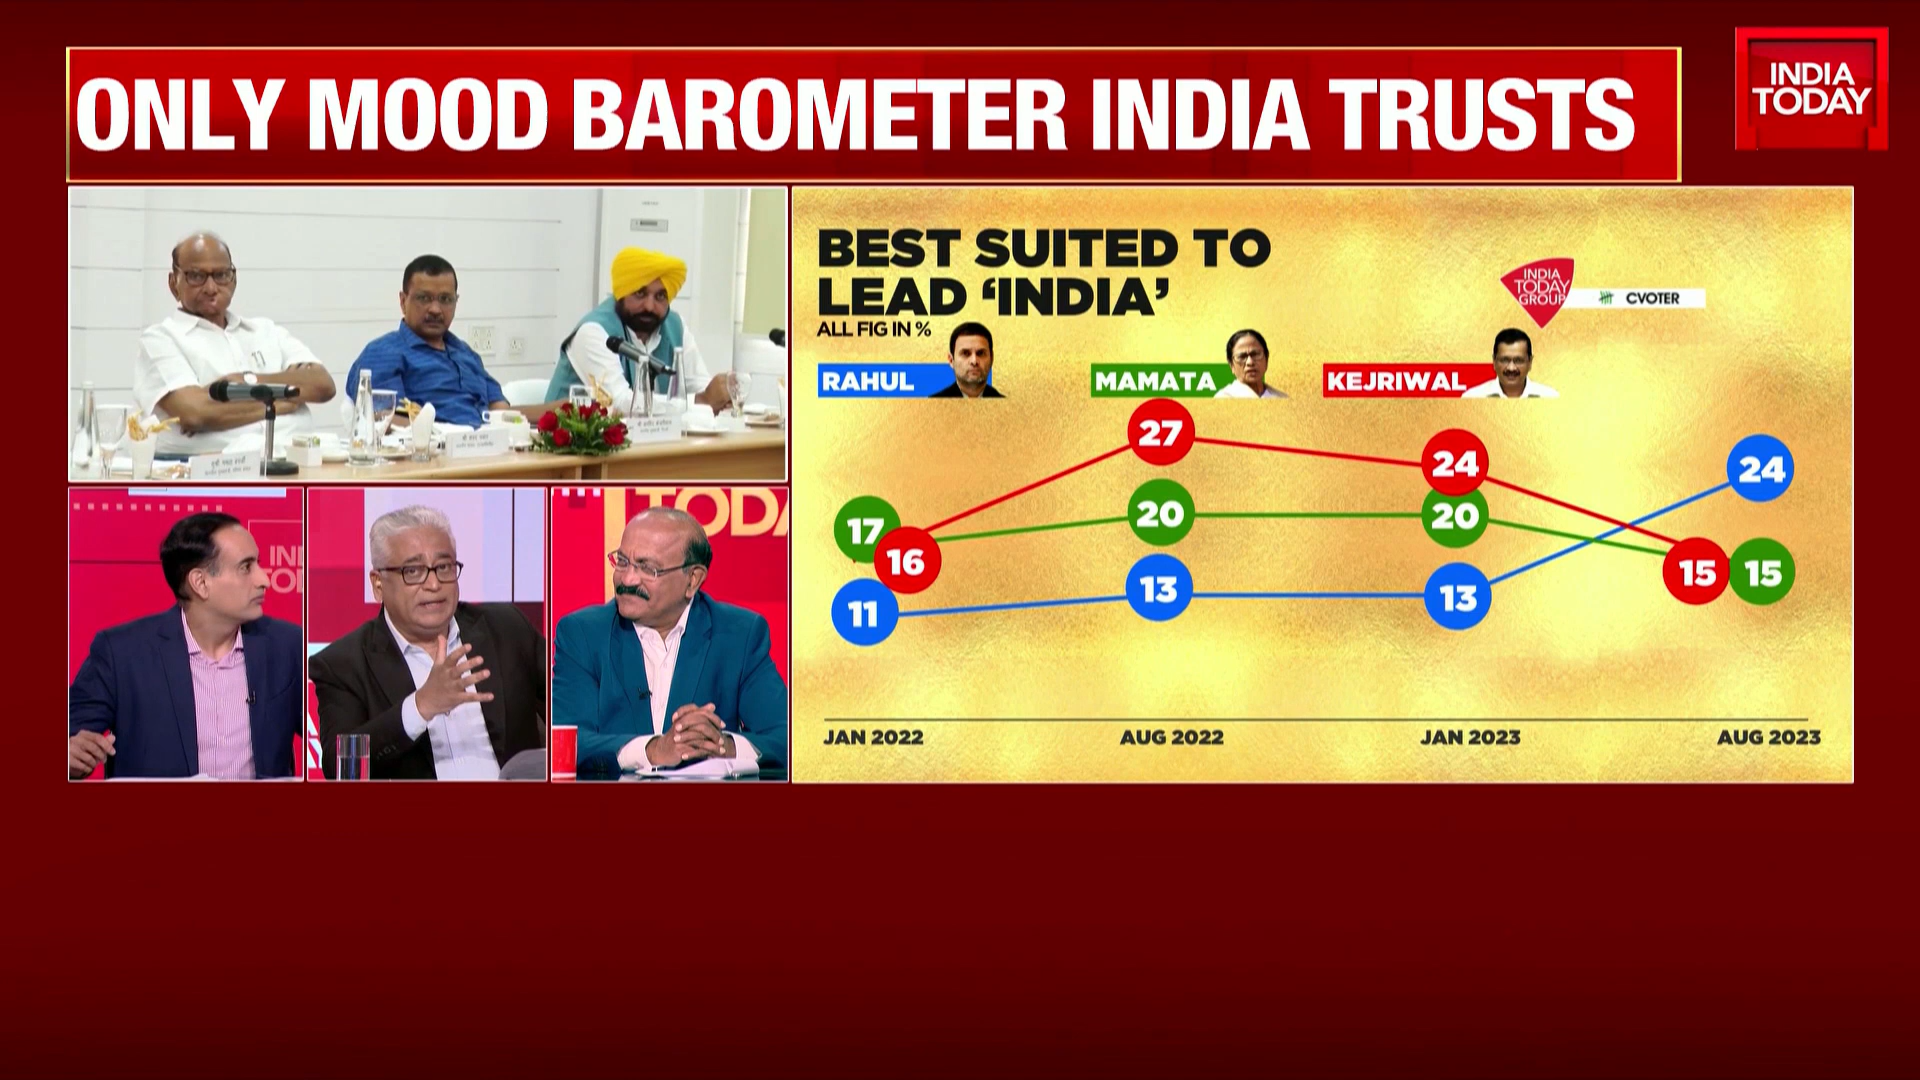 ONLY MOOD BAROMETER INDIA TRUSTS
INDIA
TODAY
BEST SUITED TO
LEAD ‘INDIA’
ALL FIG IN %
INDIA
TODAY
GROUP
CVOTER
RAHUL
MAMATA
KEJRIWAL
27
24
24
17
20
20
16
15
15
11
13
13
JAN 2022
AUG 2022
JAN 2023
AUG 2023
TODA